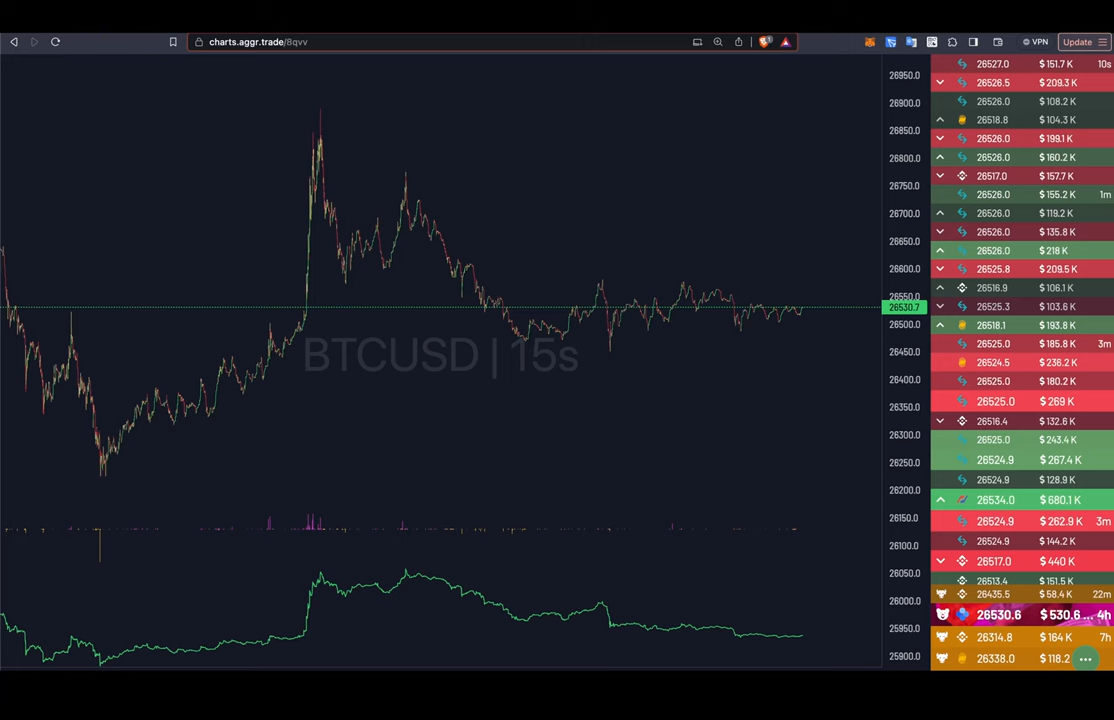 charts.aggr.trade/8qvv
VPN
Update
BTCUSD | 15s
26950.0
26900.0
26850.0
26800.0
26750.0
26700.0
26650.0
26600.0
26550.0
26530.7
26500.0
26450.0
26400.0
26350.0
26300.0
26250.0
26200.0
26150.0
26100.0
26050.0
26000.0
25950.0
25900.0
26527.0 $151.7 K 10s
26526.5 $209.3 K
26526.0 $108.2 K
26518.8 $104.3 K
26526.0 $199.1 K
26526.0 $160.2 K
26517.0 $157.7 K
26526.0 $155.2 K 1m
26526.0 $119.2 K
26526.0 $135.8 K
26526.0 $218 K
26525.8 $209.5 K
26516.9 $106.1 K
26525.3 $103.6 K
26518.1 $193.8 K
26525.0 $185.8 K 3m
26524.5 $236.2 K
26525.0 $180.2 K
26525.0 $269 K
26516.4 $132.6 K
26525.0 $243.4 K
26524.9 $267.4 K
26524.9 $128.9 K
26534.0 $680.1 K
26524.9 $262.9 K 3m
26524.9 $144.2 K
26517.0 $440 K
26513.4 $151.5 K
26435.5 $58.4 K 22m
26530.6 $530.6 ... 4h
26314.8 $164 K 7h
26338.0 $118.2